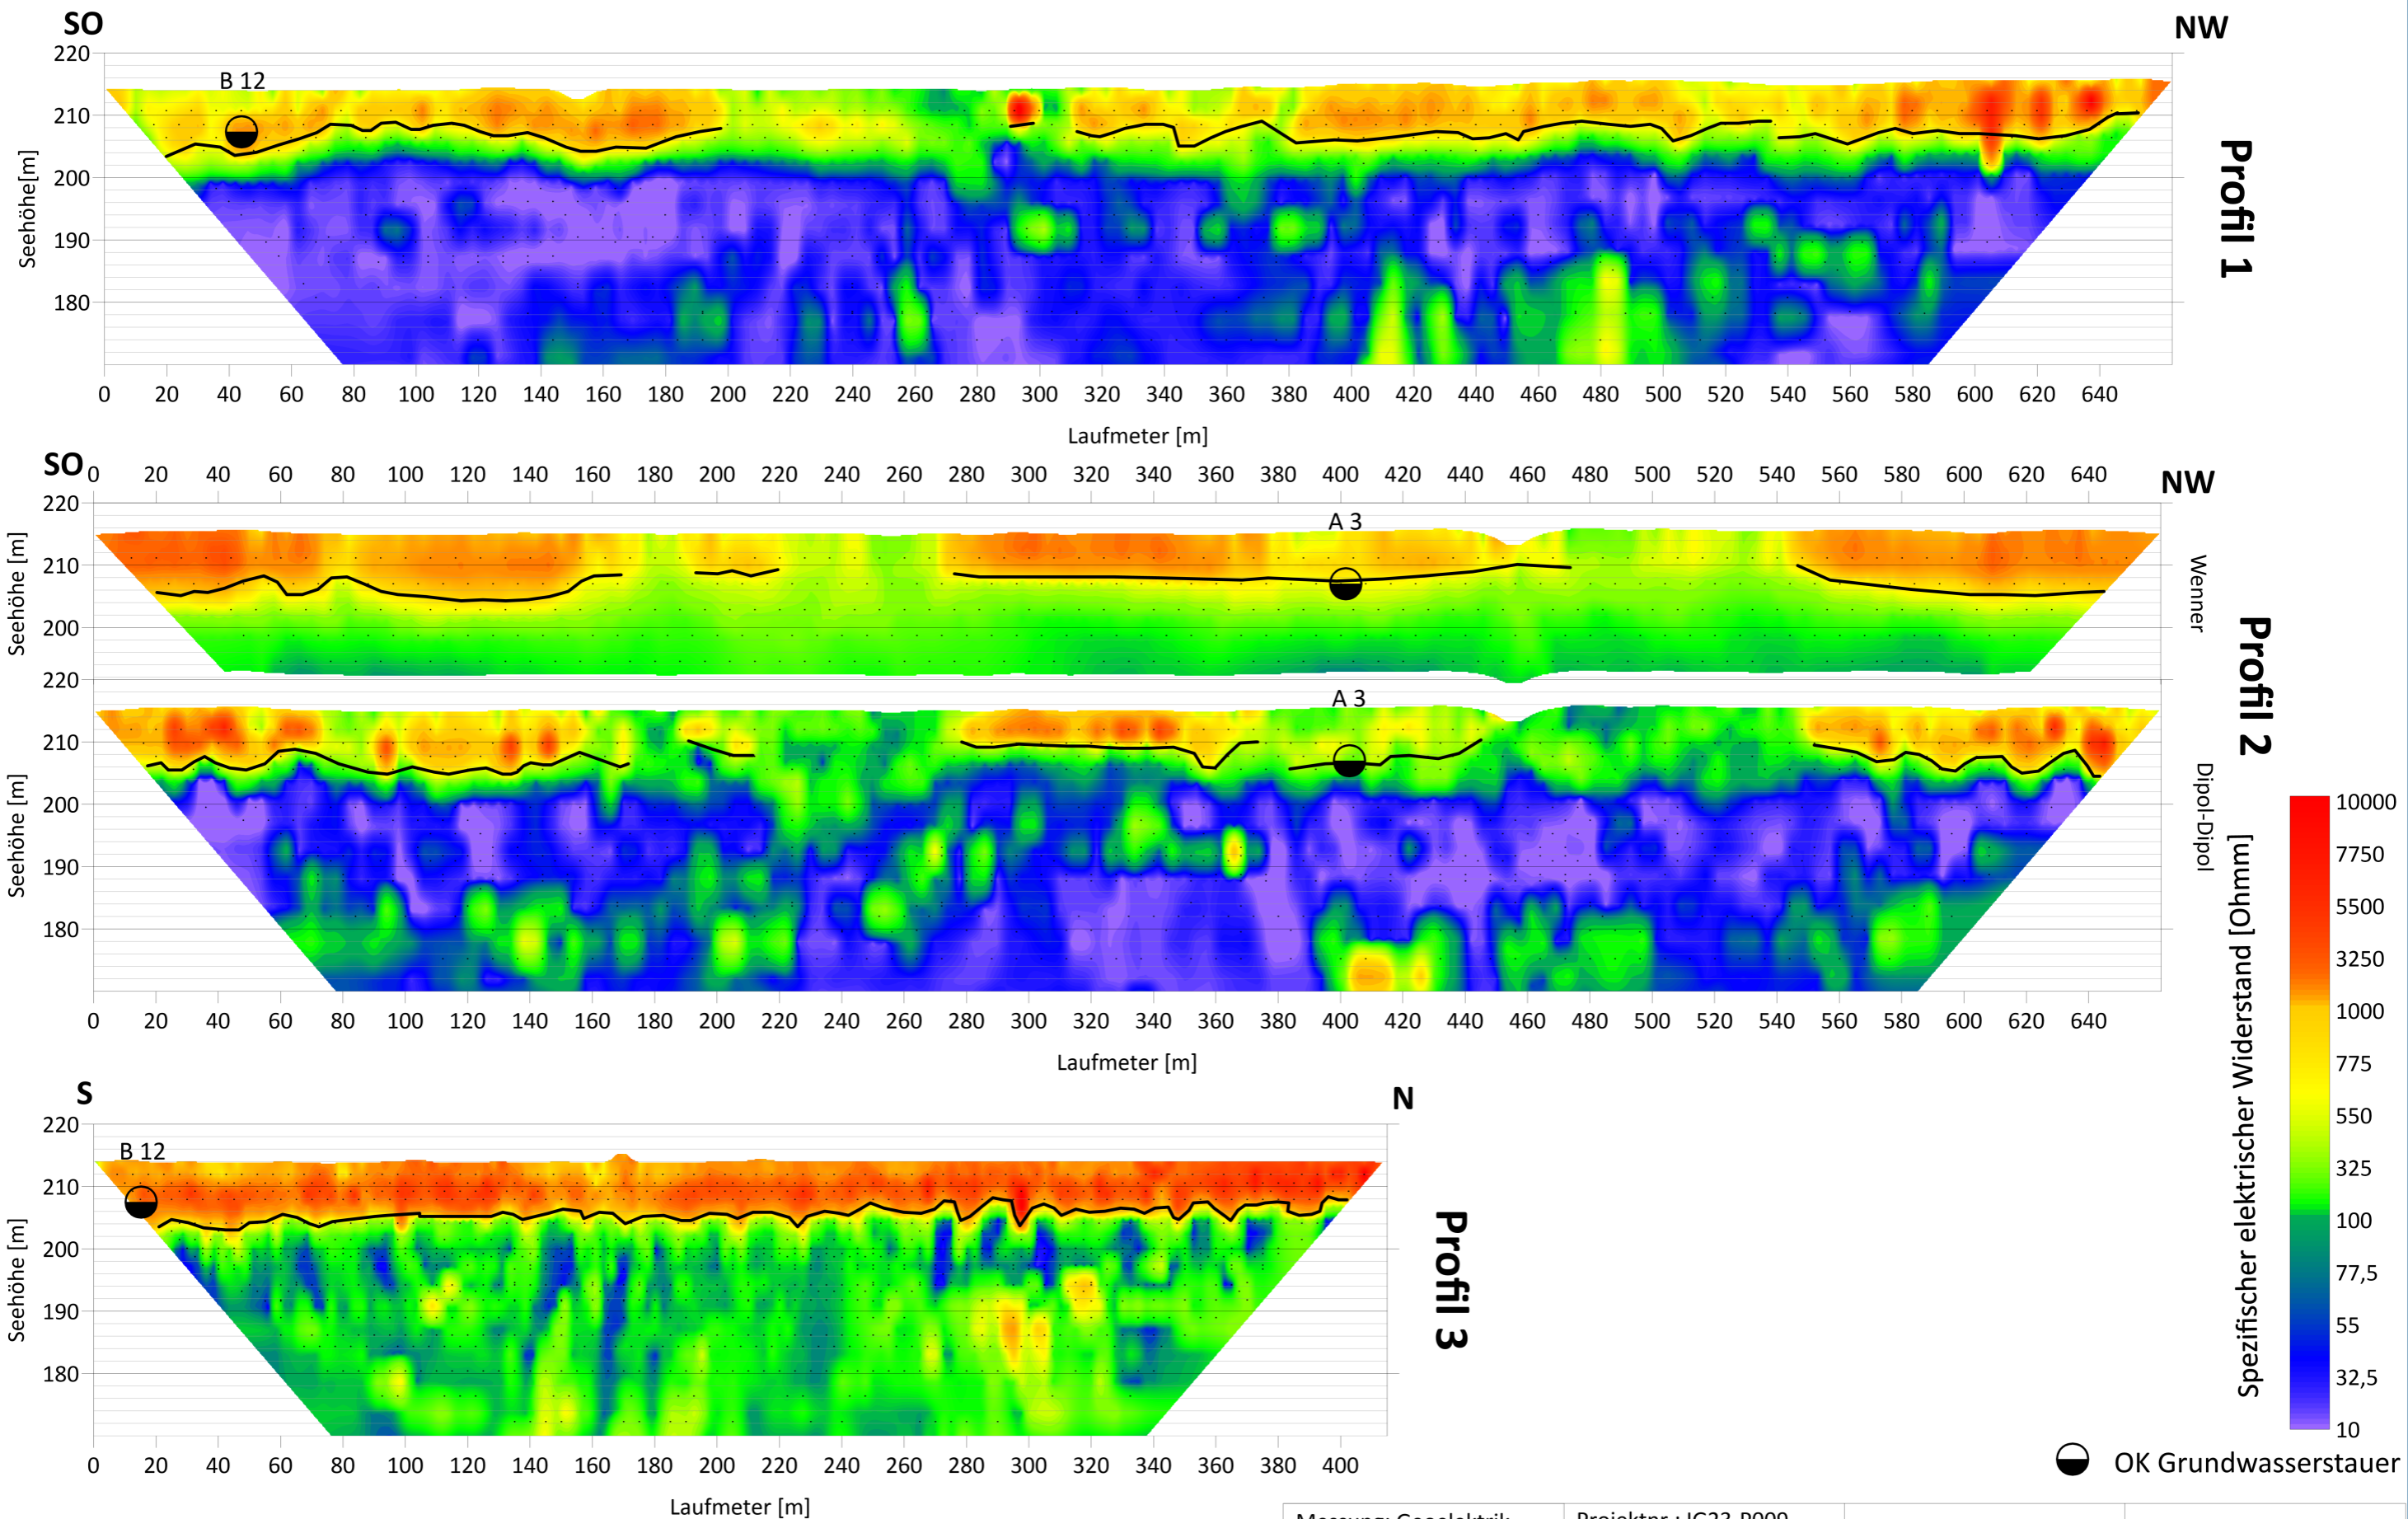 SO
NW
220
B 12
210
200
190
180
Seehöhe[m]
Profil 1
0 20 40 60 80 100 120 140 160 180 200 220 240 260 280 300 320 340 360 380 400 420 440 460 480 500 520 540 560 580 600 620 640
Laufmeter [m]
SO
0 20 40 60 80 100 120 140 160 180 200 220 240 260 280 300 320 340 360 380 400 420 440 460 480 500 520 540 560 580 600 620 640
NW
220
A 3
210
200
Seehöhe [m]
Wenner
Profil 2
220
A 3
210
200
190
180
Seehöhe [m]
Dipol-Dipol
0 20 40 60 80 100 120 140 160 180 200 220 240 260 280 300 320 340 360 380 400 420 440 460 480 500 520 540 560 580 600 620 640
Laufmeter [m]
S
N
220
B 12
210
200
190
180
Seehöhe [m]
Profil 3
0 20 40 60 80 100 120 140 160 180 200 220 240 260 280 300 320 340 360 380 400
Laufmeter [m]
Spezifischer elektrischer Widerstand [Ohmm]
10000
7750
5500
3250
1000
775
550
325
100
77,5
55
32,5
10
OK Grundwasserstauer
Messung: Geoelektrik
Projektnr.: IG23-P009